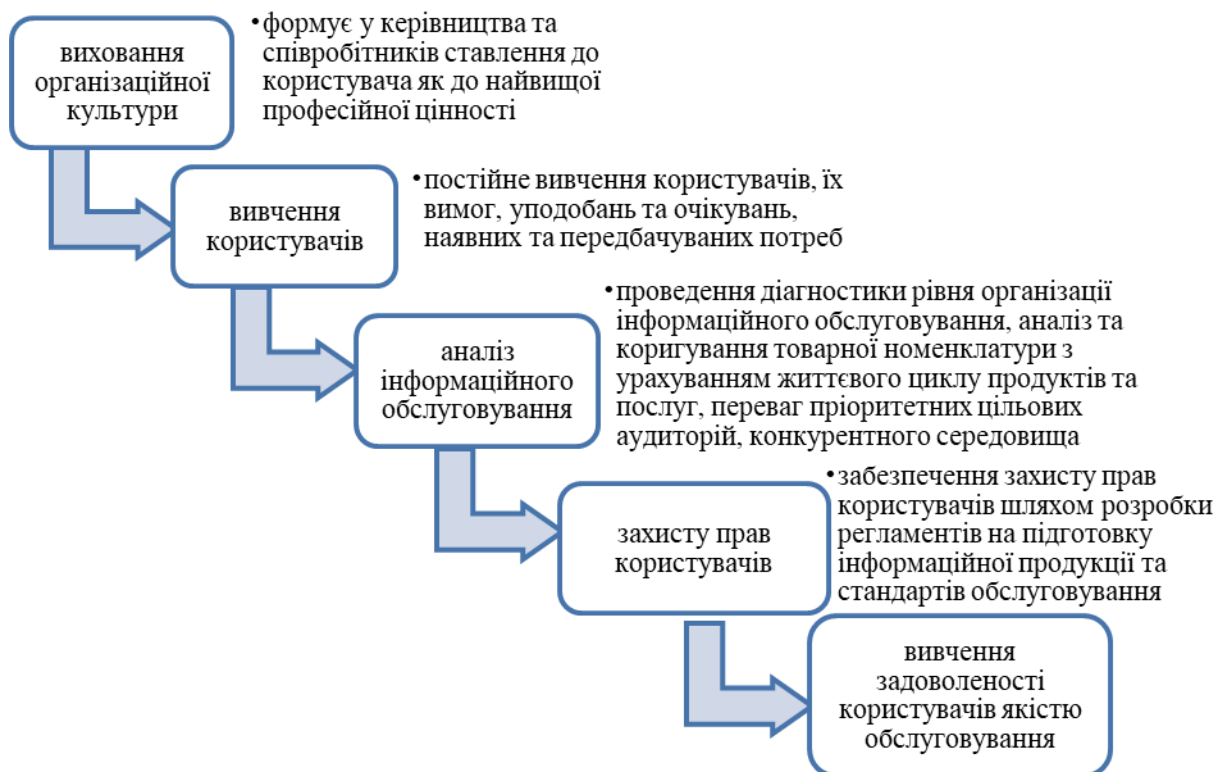 виховання
організаційної
культури
•формує у керівництва та
співробітників ставлення до
користувача як до найвищої
професійної цінності
вивчення
користувачів
•постійне вивчення користувачів, їх
вимог, уподобань та очікувань,
наявних та передбачуваних потреб
аналіз
інформаційного
обслуговування
•проведення діагностики рівня організації
інформаційного обслуговування, аналіз та
коригування товарної номенклатури з
урахуванням життєвого циклу продуктів та
послуг, переваг пріоритетних цільових
аудиторій, конкурентного середовища
захисту прав
користувачів
•забезпечення захисту прав
користувачів шляхом розробки
регламентів на підготовку
інформаційної продукції та
стандартів обслуговування
вивчення
задоволеності
користувачів якістю
обслуговування